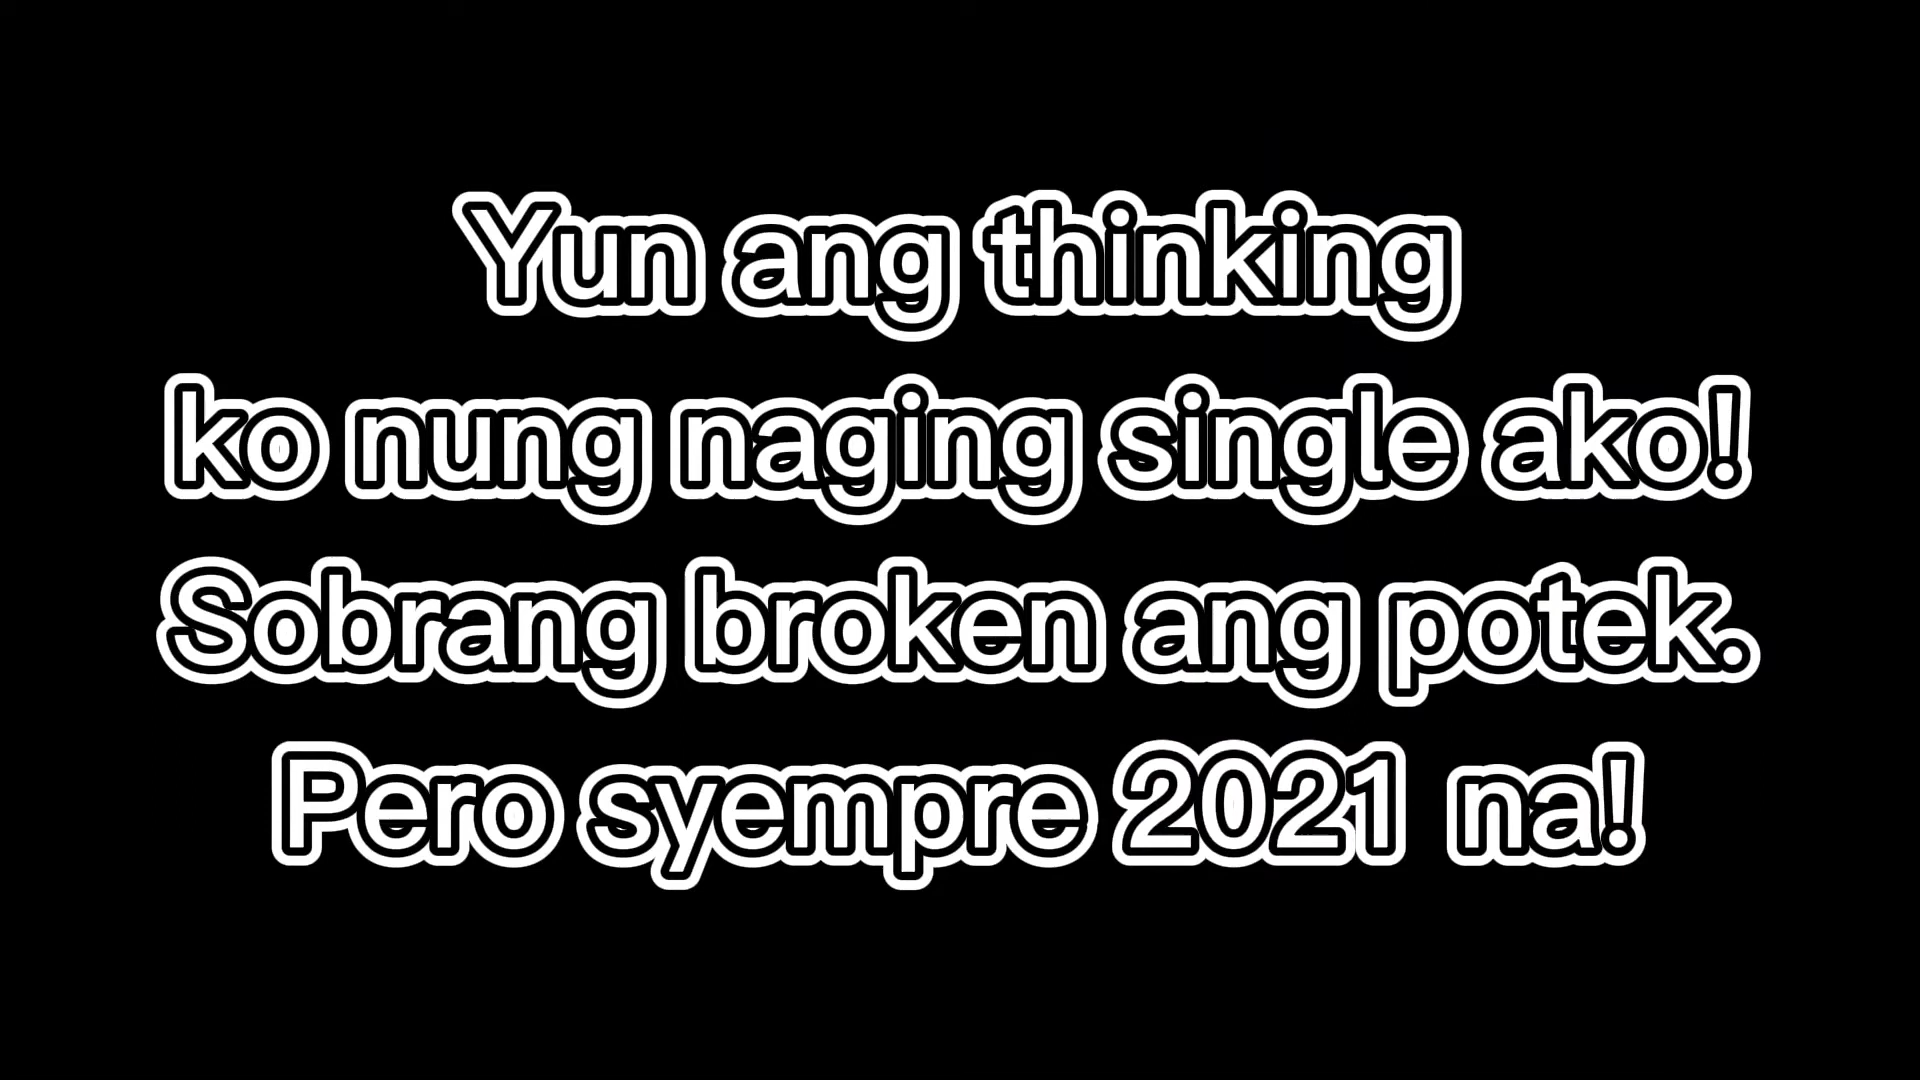 Yun ang thinking
ko nung naging single ako!
Sobrang broken ang potek.
Pero syempre 2021 na!